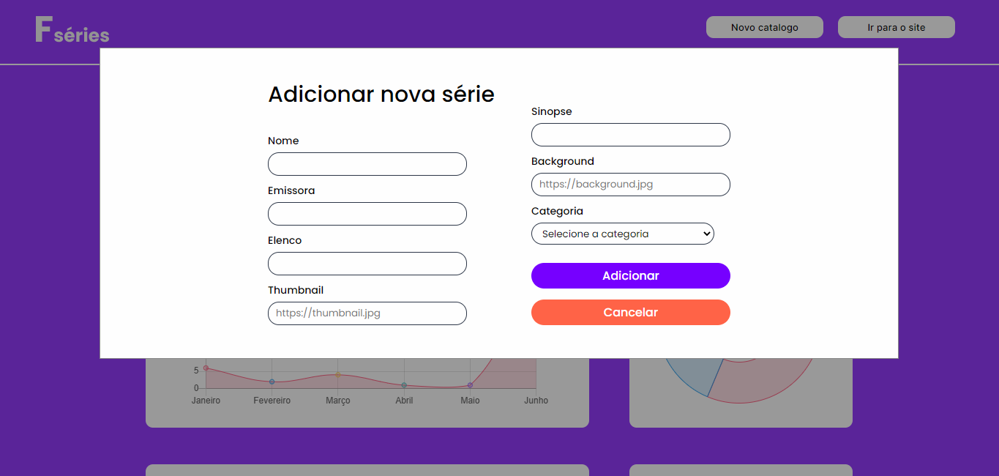 F séries
Novo catalogo
Ir para o site
Adicionar nova série
Nome
Emissora
Elenco
Thumbnail
https://thumbnail.jpg
Sinopse
Background
https://background.jpg
Categoria
Selecione a categoria
Adicionar
Cancelar
5
0
Janeiro Fevereiro Março Abril Maio Junho